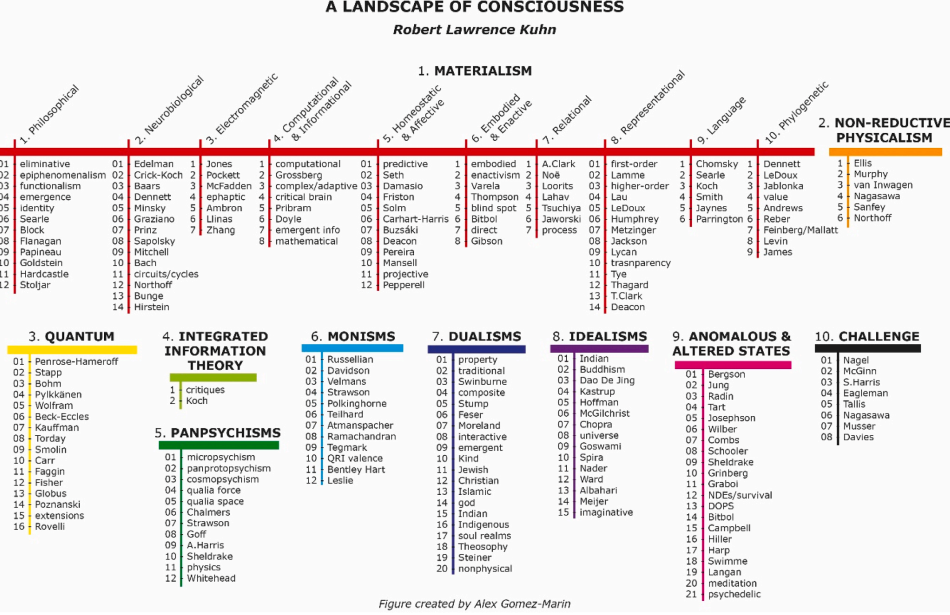 A LANDSCAPE OF CONSCIOUSNESS
Robert Lawrence Kuhn
1. MATERIALISM
1. Philosophical
01 eliminative
02 epiphenomenalism
03 functionalism
04 emergence
05 identity
06 Searle
07 Block
08 Flanagan
09 Papineau
10 Goldstein
11 Hardcastle
12 Stoljar
2. Neurobiological
01 Edelman
02 Crick-Koch
03 Baars
04 Dennett
05 Minsky
06 Graziano
07 Prinz
08 Sapolsky
09 Mitchell
10 Bach
11 circuits/cycles
12 Northoff
13 Bunge
14 Hirstein
3. Electromagnetic
1 Jones
2 Pockett
3 McFadden
4 ephaptic
5 Ambron
6 Llinas
7 Zhang
4. Computational
& Informational
1 computational
2 Grossberg
3 complex/adaptive
4 critical brain
5 Pribram
6 Doyle
7 emergent info
8 mathematical
5. Homeostatic
& Affective
01 predictive
02 Seth
03 Damasio
04 Friston
05 Solm
06 Carhart-Harris
07 Buzsáki
08 Deacon
09 Pereira
10 Mansell
11 projective
12 Pepperell
6. Embodied
& Enactive
1 embodied
2 enactivism
3 Varela
4 Thompson
5 blind spot
6 Bitbol
7 direct
8 Gibson
7. Relational
1 A.Clark
2 Noë
3 Loorits
4 Lahav
5 Tsuchiya
6 Jaworski
7 process
8. Representational
01 first-order
02 Lamme
03 higher-order
04 Lau
05 LeDoux
06 Humphrey
07 Metzinger
08 Jackson
09 Lycan
10 trasnparency
11 Tye
12 Thagard
13 T.Clark
14 Deacon
9. Language
1 Chomsky
2 Searle
3 Koch
4 Smith
5 Jaynes
6 Parrington
10. Phylogenetic
1 Dennett
2 LeDoux
3 Jablonka
4 value
5 Andrews
6 Reber
7 Feinberg/Mallatt
8 Levin
9 James
2. NON-REDUCTIVE
PHYSICALISM
1 Ellis
2 Murphy
3 van Inwagen
4 Nagasawa
5 Sanfey
6 Northoff
3. QUANTUM
01 Penrose-Hameroff
02 Stapp
03 Bohm
04 Pylkkänen
05 Wolfram
06 Beck-Eccles
07 Kauffman
08 Torday
09 Smolin
10 Carr
11 Faggin
12 Fisher
13 Globus
14 Poznanski
15 extensions
16 Rovelli
4. INTEGRATED
INFORMATION
THEORY
1 critiques
2 Koch
5. PANPSYCHISMS
01 micropsychism
02 panprotopsychism
03 cosmopsychism
04 qualia force
05 qualia space
06 Chalmers
07 Strawson
08 Goff
09 A.Harris
10 Sheldrake
11 physics
12 Whitehead
6. MONISMS
01 Russellian
02 Davidson
03 Velmans
04 Strawson
05 Polkinghorne
06 Teilhard
07 Atmanspacher
08 Ramachandran
09 Tegmark
10 QRI valence
11 Bentley Hart
12 Leslie
7. DUALISMS
01 property
02 traditional
03 Swinburne
04 composite
05 Stump
06 Feser
07 Moreland
08 interactive
09 emergent
10 Kind
11 Jewish
12 Christian
13 Islamic
14 god
15 Indian
16 Indigenous
17 soul realms
18 Theosophy
19 Steiner
20 nonphysical
8. IDEALISMS
01 Indian
02 Buddhism
03 Dao De Jing
04 Kastrup
05 Hoffman
06 McGilchrist
07 Chopra
08 universe
09 Goswami
10 Spira
11 Nader
12 Ward
13 Albahari
14 Meijer
15 imaginative
9. ANOMALOUS &
ALTERED STATES
01 Bergson
02 Jung
03 Radin
04 Tart
05 Josephson
06 Wilber
07 Combs
08 Schooler
09 Sheldrake
10 Grinberg
11 Graboi
12 NDEs/survival
13 DOPS
14 Bitbol
15 Campbell
16 Hiller
17 Harp
18 Swimme
19 Langan
20 meditation
21 psychedelic
10. CHALLENGE
01 Nagel
02 McGinn
03 S.Harris
04 Eagleman
05 Tallis
06 Nagasawa
07 Musser
08 Davies
Figure created by Alex Gomez-Marin